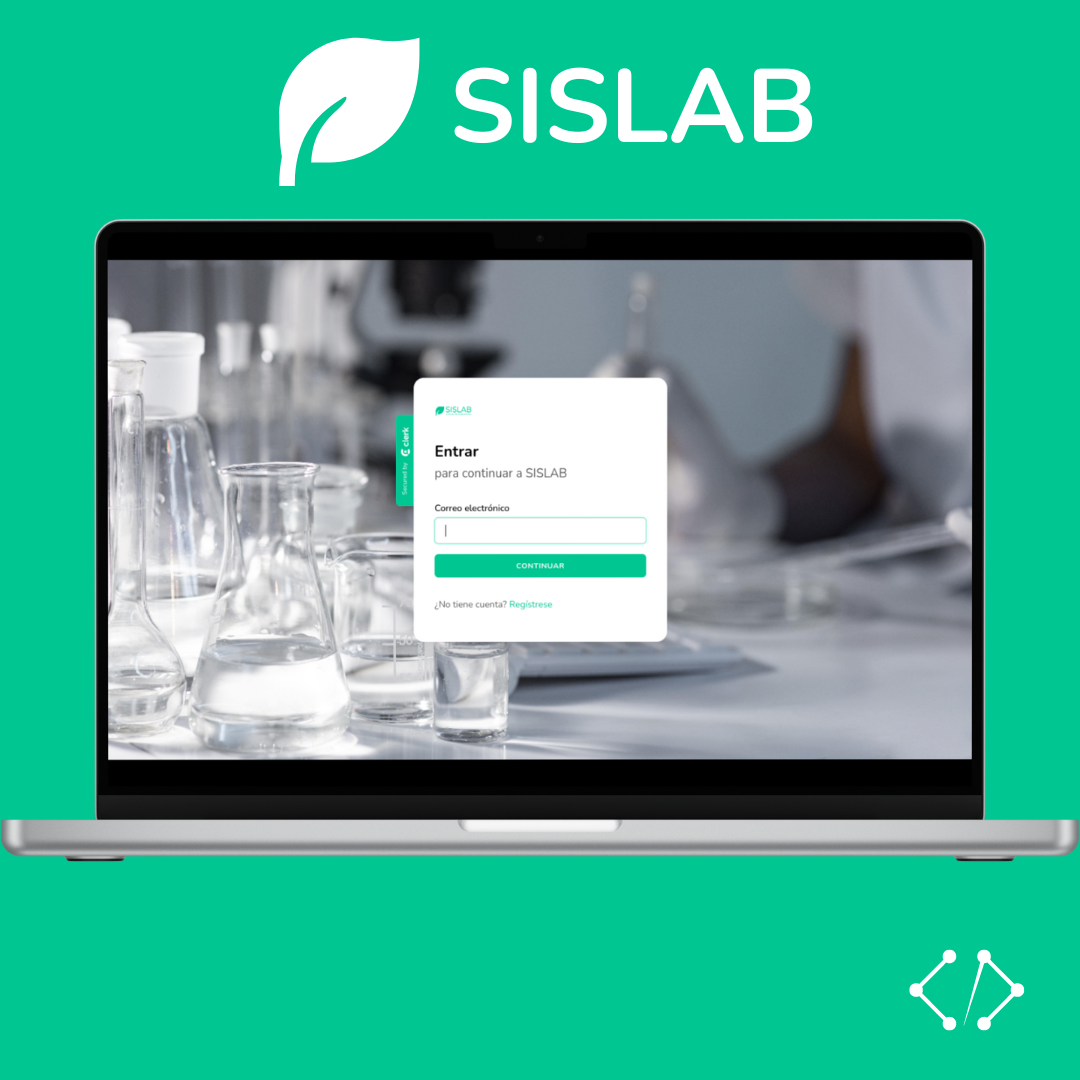 SISLAB
SISLAB
Entrar
para continuar a SISLAB
Secured by clerk
Correo electrónico
CONTINUAR
¿No tiene cuenta? Regístrese